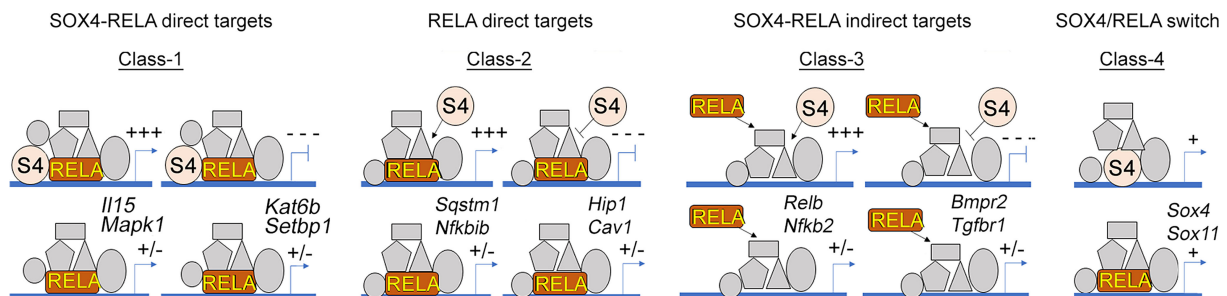 SOX4-RELA direct targets
RELA direct targets
SOX4-RELA indirect targets
SOX4/RELA switch
Class-1
Class-2
Class-3
Class-4
S4
RELA
+++
S4
RELA
- - -
S4
RELA
+++
S4
RELA
- - -
RELA
S4
+++
RELA
S4
- - - -
S4
+
RELA
Il15
Mapk1
+/-
RELA
Kat6b
Setbp1
+/-
RELA
Sqstm1
Nfkbib
+/-
RELA
Hip1
Cav1
+/-
RELA
Relb
Nfkb2
+/-
RELA
Bmpr2
Tgfbr1
+/-
RELA
Sox4
Sox11
+